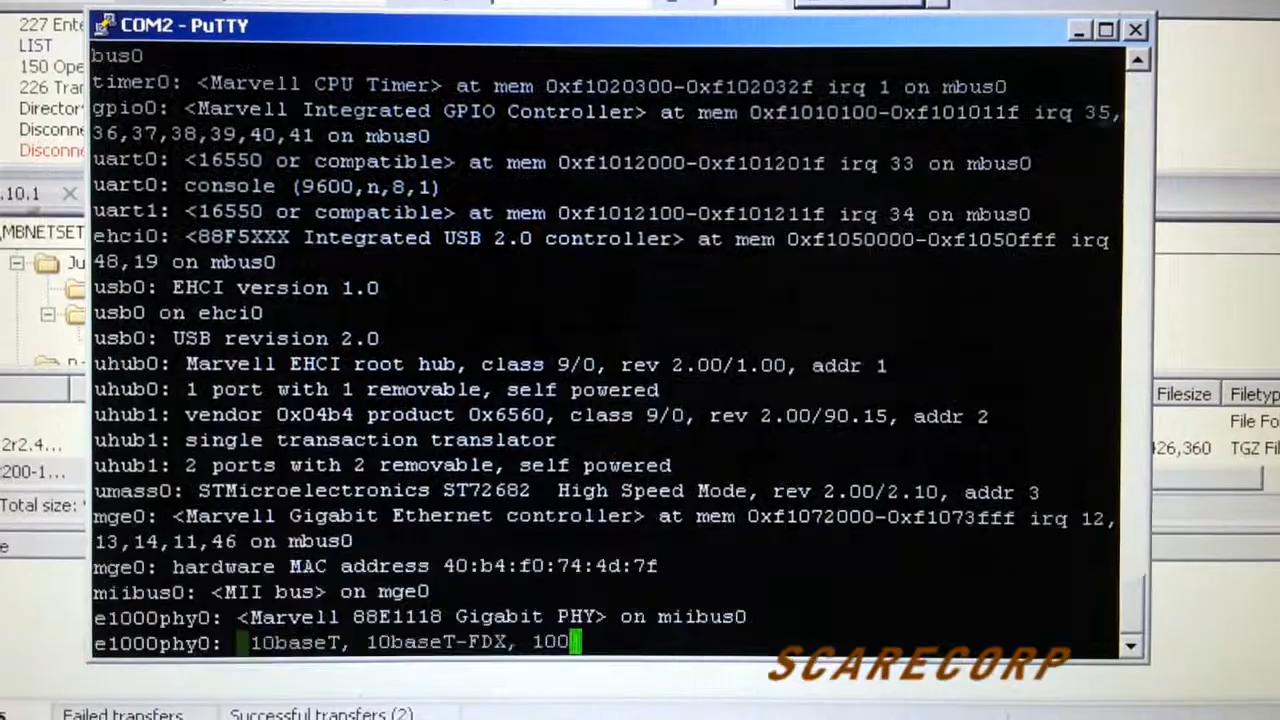 227 Ente
LIST
150 Ope
226 Trar
Director
Disconne
Disconne
.10.1
\MBNETSET
Ju
2r2.4...
200-1...
Total size:
COM2 - PuTTY
bus0
timer0: <Marvell CPU Timer> at mem 0xf1020300-0xf102032f irq 1 on mbus0
gpio0: <Marvell Integrated GPIO Controller> at mem 0xf1010100-0xf101011f irq 35,
36,37,38,39,40,41 on mbus0
uart0: <16550 or compatible> at mem 0xf1012000-0xf101201f irq 33 on mbus0
uart0: console (9600,n,8,1)
uart1: <16550 or compatible> at mem 0xf1012100-0xf101211f irq 34 on mbus0
ehci0: <88F5XXX Integrated USB 2.0 controller> at mem 0xf1050000-0xf1050fff irq
48,19 on mbus0
usb0: EHCI version 1.0
usb0 on ehci0
usb0: USB revision 2.0
uhub0: Marvell EHCI root hub, class 9/0, rev 2.00/1.00, addr 1
uhub0: 1 port with 1 removable, self powered
uhub1: vendor 0x04b4 product 0x6560, class 9/0, rev 2.00/90.15, addr 2
uhub1: single transaction translator
uhub1: 2 ports with 2 removable, self powered
umass0: STMicroelectronics ST72682  High Speed Mode, rev 2.00/2.10, addr 3
mge0: <Marvell Gigabit Ethernet controller> at mem 0xf1072000-0xf1073fff irq 12,
13,14,11,46 on mbus0
mge0: hardware MAC address 40:b4:f0:74:4d:7f
miibus0: <MII bus> on mge0
e1000phy0: <Marvell 88E1118 Gigabit PHY> on miibus0
e1000phy0:  10baseT, 10baseT-FDX, 100
Filesize Filetyp
File Fo
426,360 TGZ Fil
SCARECORP
Failed transfers Successful transfers (2)